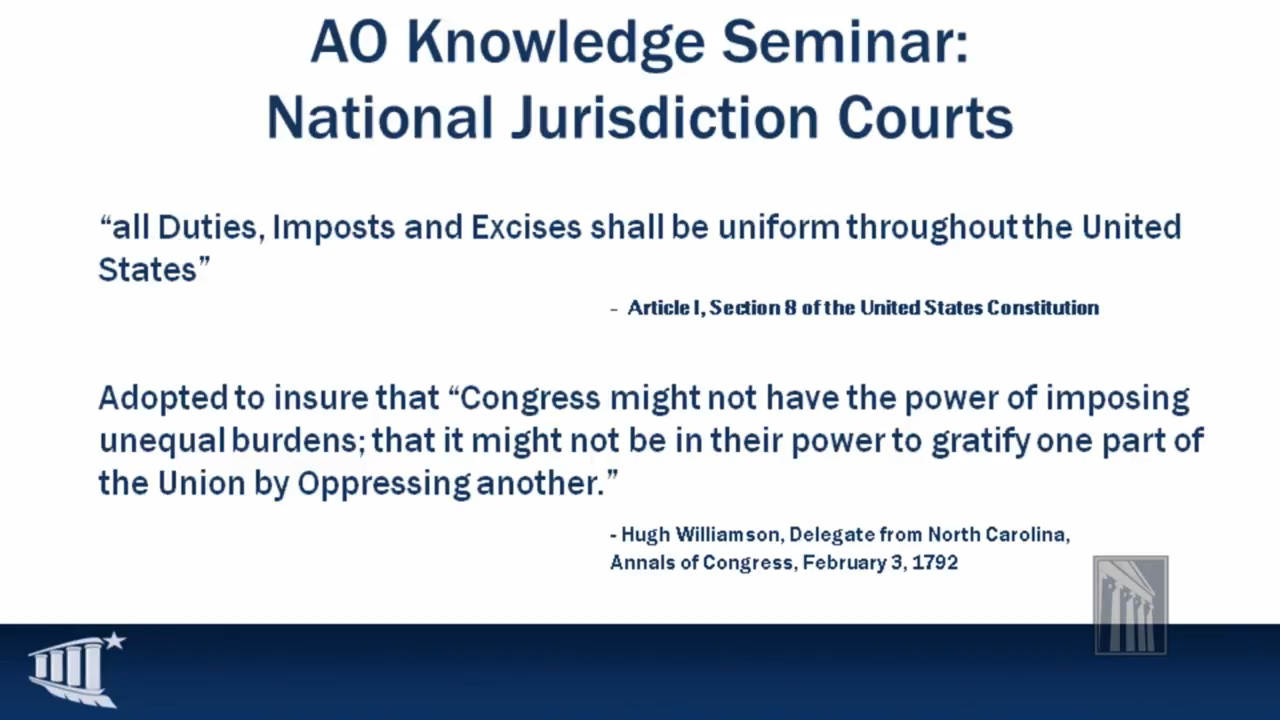 AO Knowledge Seminar:
National Jurisdiction Courts
“all Duties, Imposts and Excises shall be uniform throughout the United
States”
- Article I, Section 8 of the United States Constitution
Adopted to insure that “Congress might not have the power of imposing
unequal burdens; that it might not be in their power to gratify one part of
the Union by Oppressing another.”
- Hugh Williamson, Delegate from North Carolina,
Annals of Congress, February 3, 1792